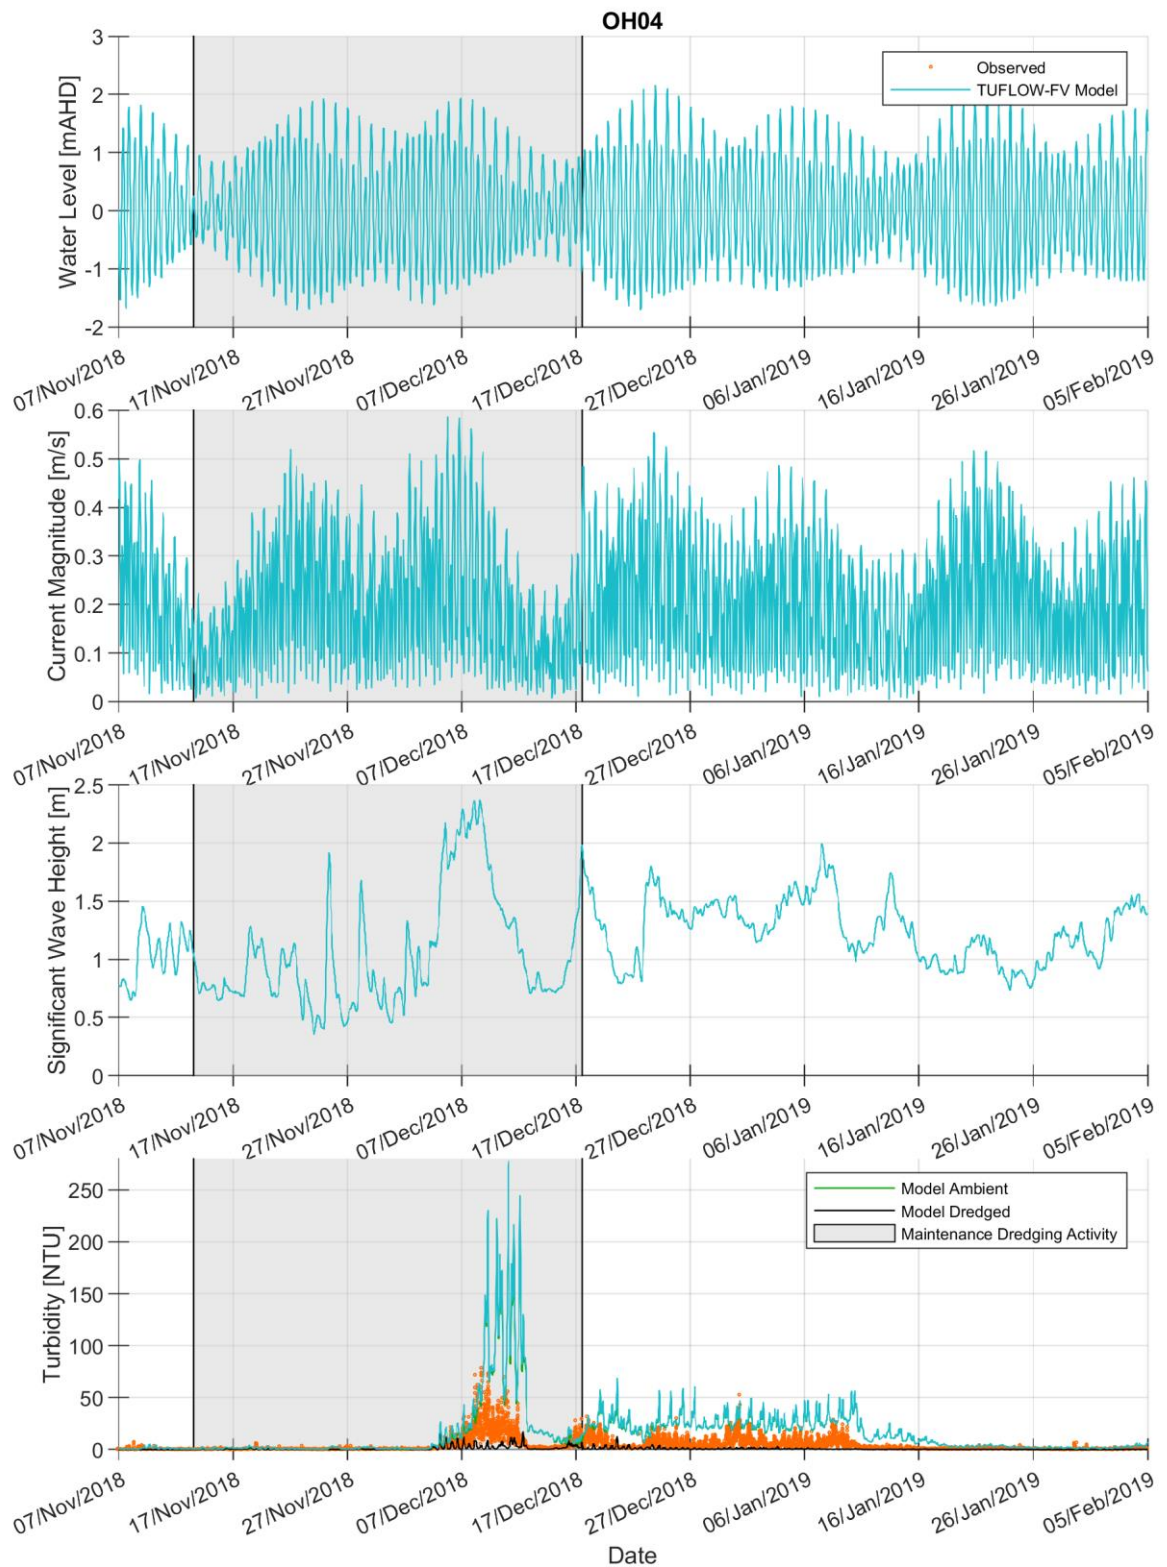 OH04
Water Level [mAHD]
3
2
1
0
-1
-2
Observed
TUFLOW-FV Model
07/Nov/2018
17/Nov/2018
27/Nov/2018
07/Dec/2018
17/Dec/2018
27/Dec/2018
06/Jan/2019
16/Jan/2019
26/Jan/2019
05/Feb/2019
Current Magnitude [m/s]
0.6
0.5
0.4
0.3
0.2
0.1
0
07/Nov/2018
17/Nov/2018
27/Nov/2018
07/Dec/2018
17/Dec/2018
27/Dec/2018
06/Jan/2019
16/Jan/2019
26/Jan/2019
05/Feb/2019
Significant Wave Height [m]
2.5
2
1.5
1
0.5
0
07/Nov/2018
17/Nov/2018
27/Nov/2018
07/Dec/2018
17/Dec/2018
27/Dec/2018
06/Jan/2019
16/Jan/2019
26/Jan/2019
05/Feb/2019
Turbidity [NTU]
250
200
150
100
50
0
Model Ambient
Model Dredged
Maintenance Dredging Activity
07/Nov/2018
17/Nov/2018
27/Nov/2018
07/Dec/2018
17/Dec/2018
27/Dec/2018
06/Jan/2019
16/Jan/2019
26/Jan/2019
05/Feb/2019
Date